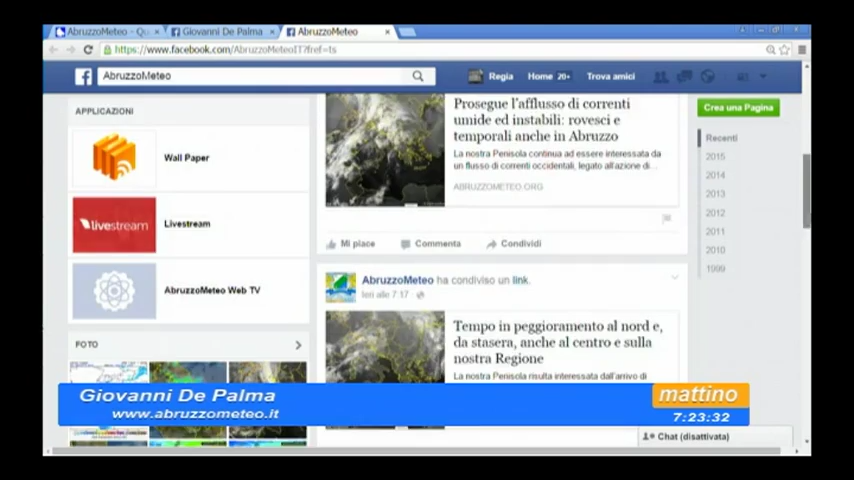 AbruzzoMeteo - Qu
Giovanni De Palma
AbruzzoMeteo
https://www.facebook.com/AbruzzoMeteoIT?fref=ts
AbruzzoMeteo
Regia
Home 20+
Trova amici
APPLICAZIONI
Wall Paper
livestream
Livestream
AbruzzoMeteo Web TV
FOTO
Prosegue l'afflusso di correnti
umide ed instabili: rovesci e
temporali anche in Abruzzo
La nostra Penisola continua ad essere interessata da
un flusso di correnti occidentali, legato all'azione di...
ABRUZZOMETEO.ORG
Mi piace
Commenta
Condividi
AbruzzoMeteo ha condiviso un link.
Ieri alle 7.17
Tempo in peggioramento al nord e,
da stasera, anche al centro e sulla
nostra Regione
La nostra Penisola risulta interessata dall'arrivo di
Crea una Pagina
Recenti
2015
2014
2013
2012
2011
2010
1999
Giovanni De Palma
www.abruzzometeo.it
mattino
7:23:32
Chat (disattivata)